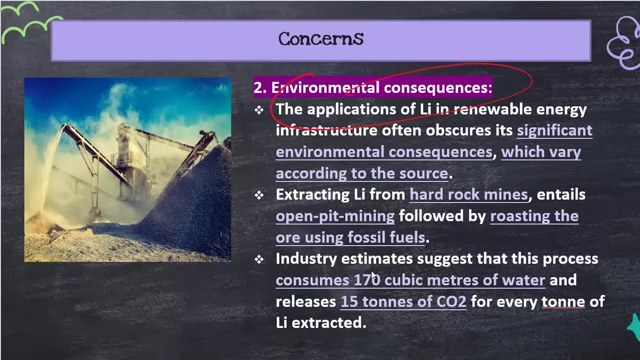 Concerns
2. Environmental consequences:
❖ The applications of Li in renewable energy
infrastructure often obscures its significant
environmental consequences, which vary
according to the source.
❖ Extracting Li from hard rock mines, entails
open-pit-mining followed by roasting the
ore using fossil fuels.
❖ Industry estimates suggest that this process
consumes 170 cubic metres of water and
releases 15 tonnes of CO2 for every tonne of
Li extracted.